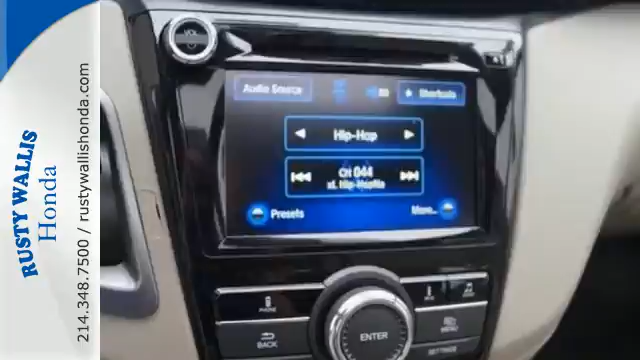 RUSTY WALLIS
Honda
214.348.7500 / rustywallishonda.com
VOL
Audio Source
Shortcuts
Hip-Hop
CH 044
xL Hip-HopNa
Presets
More...
PHONE
BACK
ENTER
MENU
SETTINGS